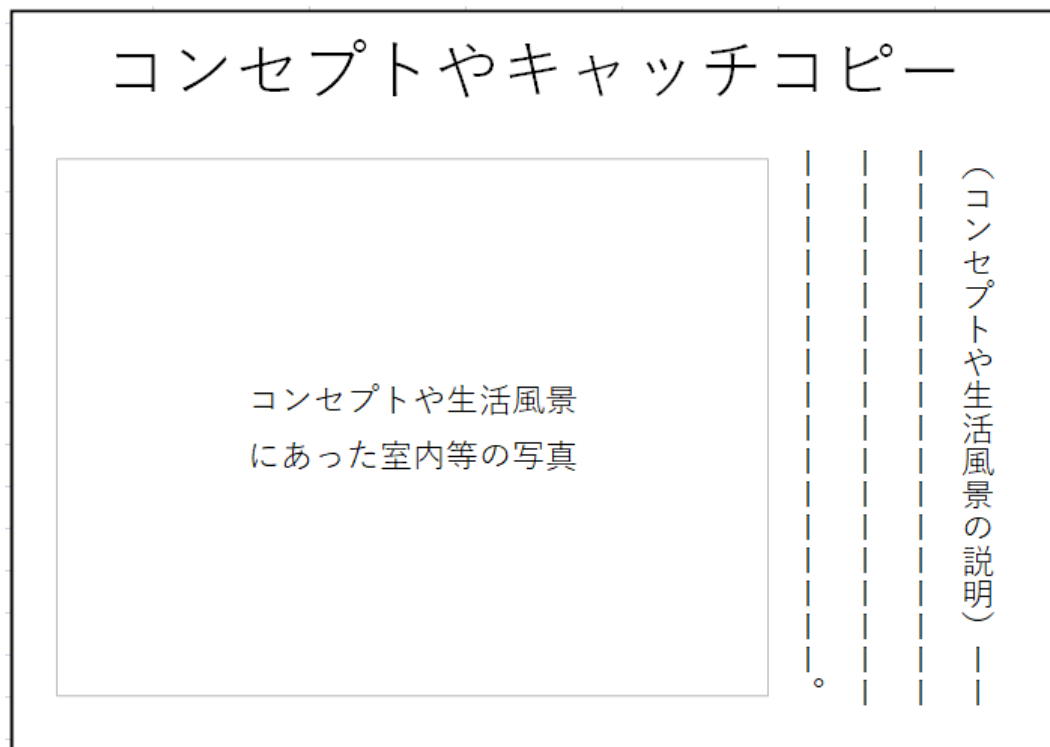 コンセプトやキャッチコピー
コンセプトや生活風景
にあった室内等の写真
（コンセプトや生活風景の説明）――
―――――――――――――――――
―――――――――――――――――
――――――――――――――――。